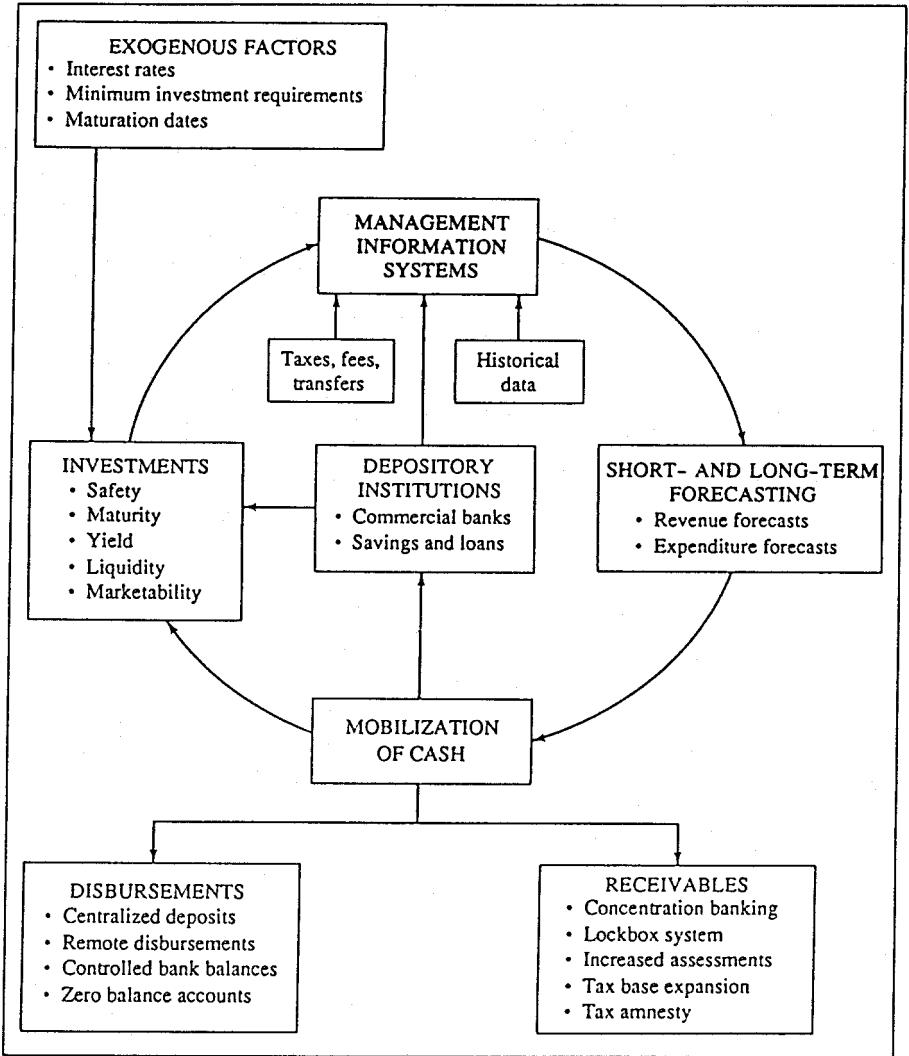 EXOGENOUS FACTORS
• Interest rates
• Minimum investment requirements
• Maturation dates
MANAGEMENT
INFORMATION
SYSTEMS
Taxes, fees,
transfers
Historical
data
INVESTMENTS
• Safety
• Maturity
• Yield
• Liquidity
• Marketability
DEPOSITORY
INSTITUTIONS
• Commercial banks
• Savings and loans
SHORT- AND LONG-TERM
FORECASTING
• Revenue forecasts
• Expenditure forecasts
MOBILIZATION
OF CASH
DISBURSEMENTS
• Centralized deposits
• Remote disbursements
• Controlled bank balances
• Zero balance accounts
RECEIVABLES
• Concentration banking
• Lockbox system
• Increased assessments
• Tax base expansion
• Tax amnesty